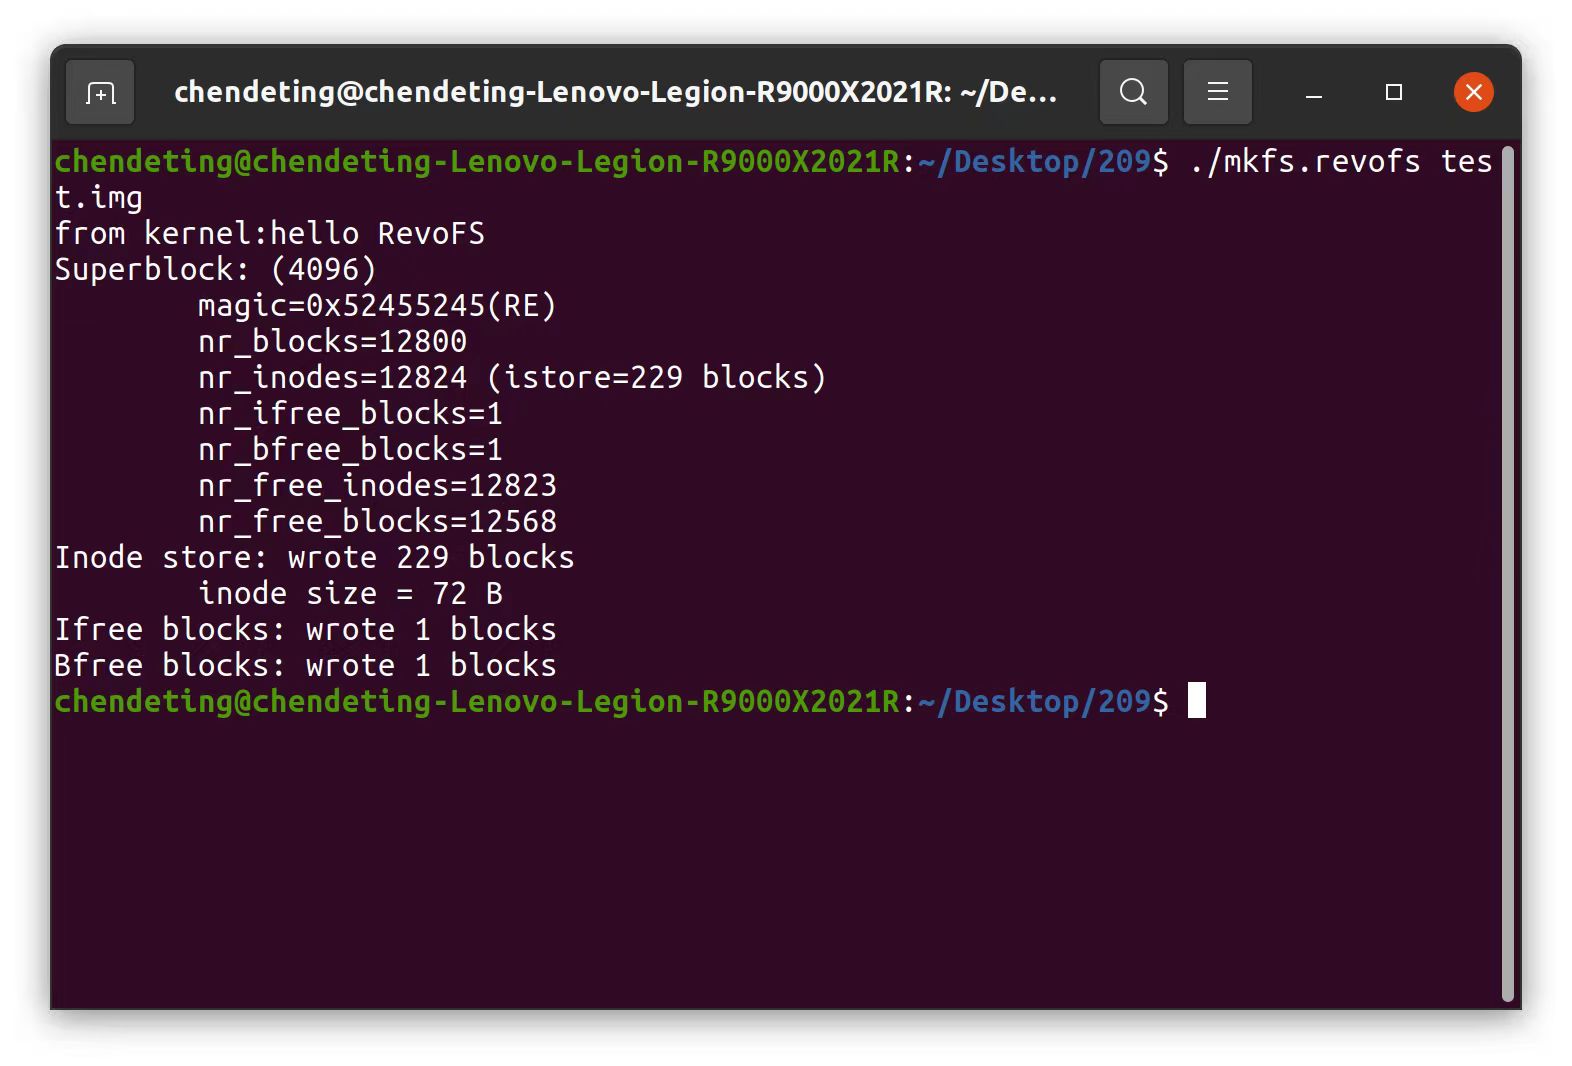 chendeting@chendeting-Lenovo-Legion-R9000X2021R: ~/De...
chendeting@chendeting-Lenovo-Legion-R9000X2021R:~/Desktop/209$ ./mkfs.revofs tes
t.img
from kernel:hello RevoFS
Superblock: (4096)
        magic=0x52455245(RE)
        nr_blocks=12800
        nr_inodes=12824 (istore=229 blocks)
        nr_ifree_blocks=1
        nr_bfree_blocks=1
        nr_free_inodes=12823
        nr_free_blocks=12568
Inode store: wrote 229 blocks
        inode size = 72 B
Ifree blocks: wrote 1 blocks
Bfree blocks: wrote 1 blocks
chendeting@chendeting-Lenovo-Legion-R9000X2021R:~/Desktop/209$